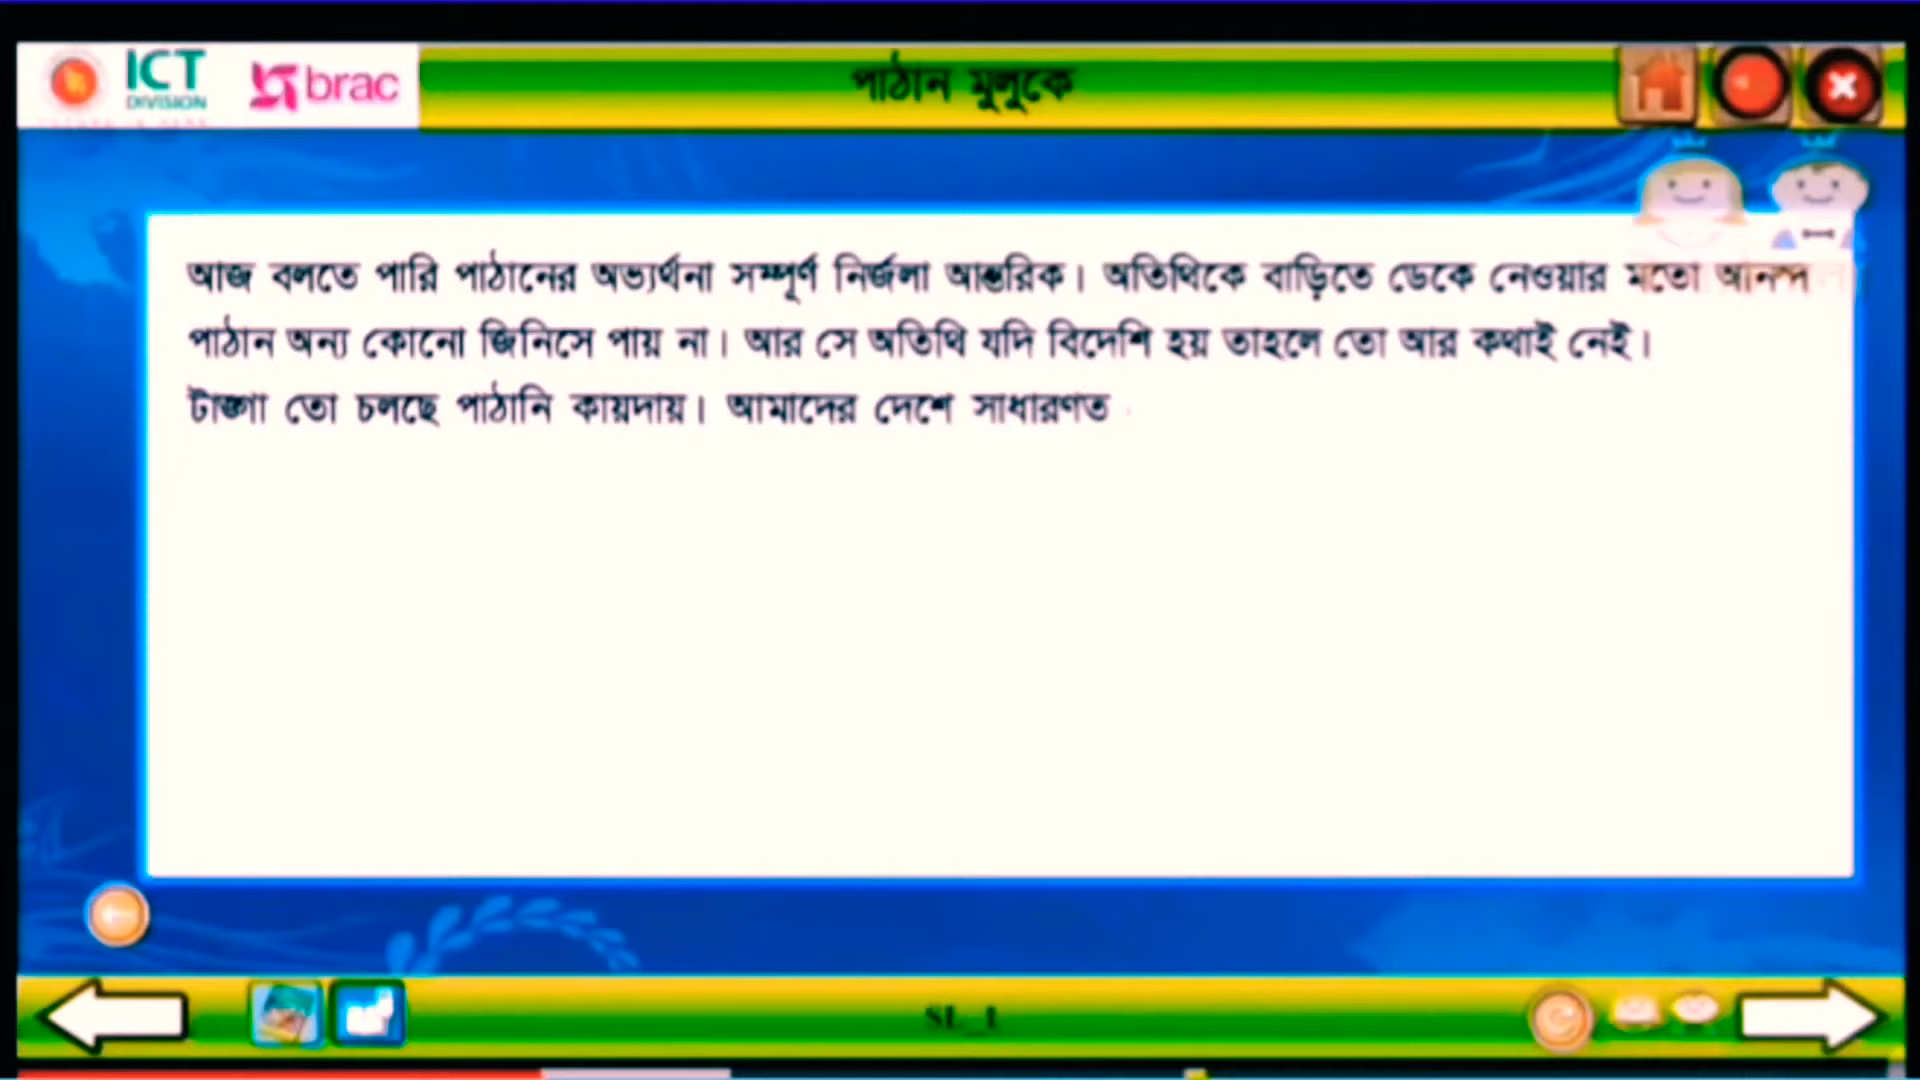 ICT
DIVISION
brac
পাঠান মুলুকে
আজ বলতে পারি পাঠানের অভ্যর্থনা সম্পূর্ণ নির্জলা আন্তরিক। অতিথিকে বাড়িতে ডেকে নেওয়ার মতো আনন্দ
পাঠান অন্য কোনো জিনিসে পায় না। আর সে অতিথি যদি বিদেশি হয় তাহলে তো আর কথাই নেই।
টাঙ্গা তো চলছে পাঠানি কায়দায়। আমাদের দেশে সাধারণত
SL_1